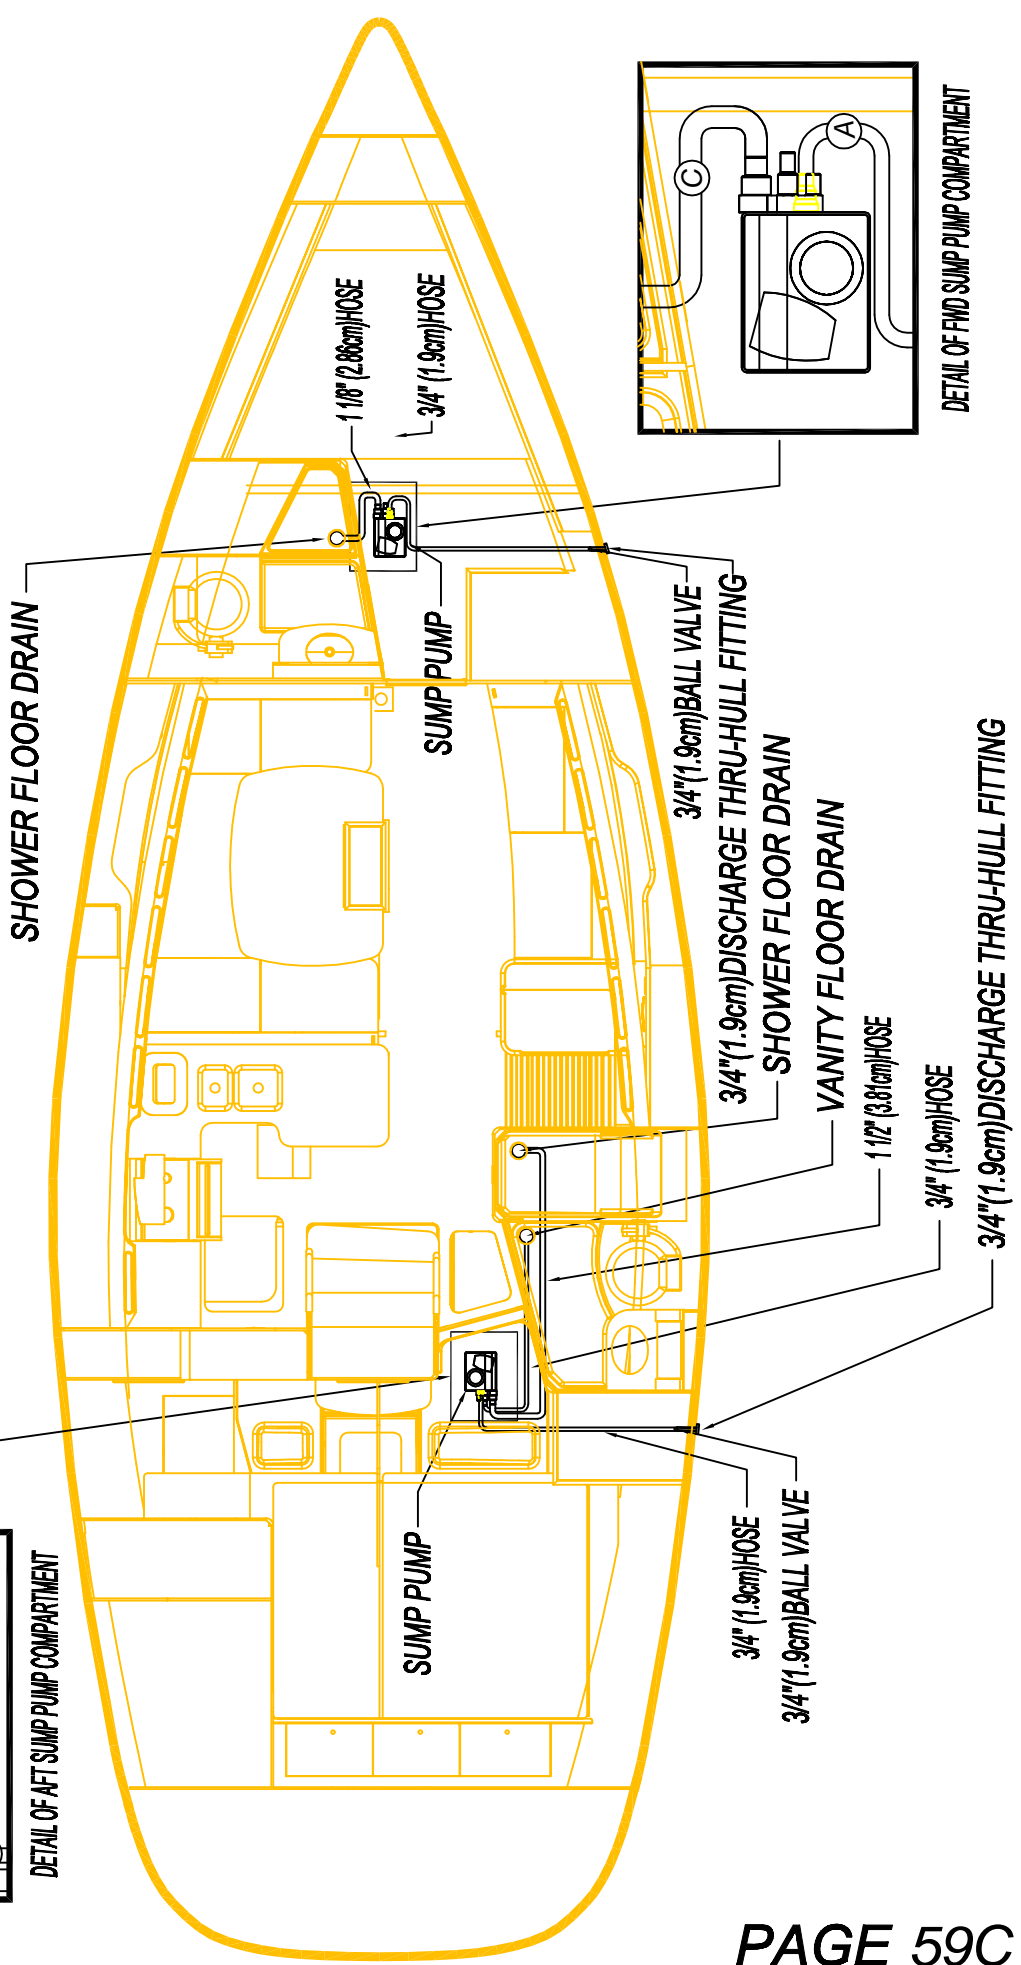 SHOWER FLOOR DRAIN
1 1/8" (2.86cm)HOSE
3/4" (1.9cm)HOSE
C
A
DETAIL OF FWD SUMP PUMP COMPARTMENT
SUMP PUMP
3/4"(1.9cm)BALL VALVE
3/4"(1.9cm)DISCHARGE THRU-HULL FITTING
SHOWER FLOOR DRAIN
VANITY FLOOR DRAIN
1 1/2" (3.81cm)HOSE
3/4" (1.9cm)HOSE
3/4"(1.9cm)DISCHARGE THRU-HULL FITTING
SUMP PUMP
3/4" (1.9cm)HOSE
3/4"(1.9cm)BALL VALVE
DETAIL OF AFT SUMP PUMP COMPARTMENT
PAGE 59C